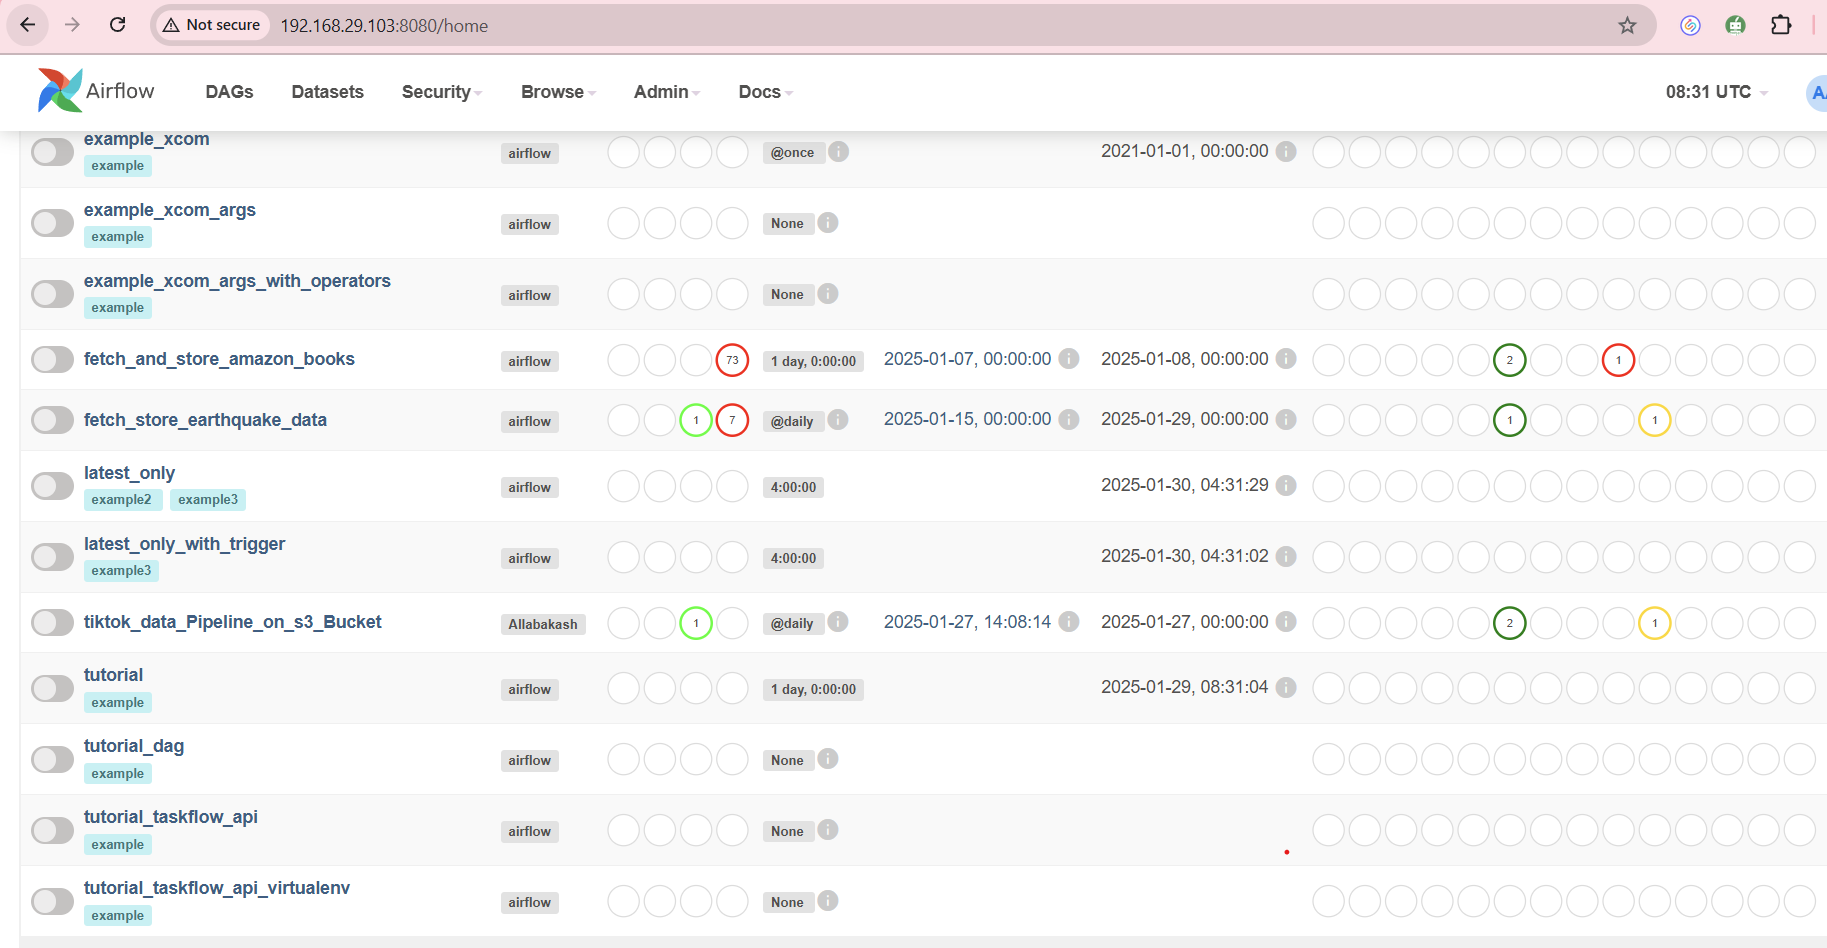 Not secure 192.168.29.103:8080/home
Airflow DAGs Datasets Security Browse Admin Docs 08:31 UTC AA
example_xcom
example
airflow @once 2021-01-01, 00:00:00
example_xcom_args
example
airflow None
example_xcom_args_with_operators
example
airflow None
fetch_and_store_amazon_books airflow 73 1 day, 0:00:00 2025-01-07, 00:00:00 2025-01-08, 00:00:00 2 1
fetch_store_earthquake_data airflow 1 7 @daily 2025-01-15, 00:00:00 2025-01-29, 00:00:00 1 1
latest_only
example2 example3
airflow 4:00:00 2025-01-30, 04:31:29
latest_only_with_trigger
example3
airflow 4:00:00 2025-01-30, 04:31:02
tiktok_data_Pipeline_on_s3_Bucket Allabakash 1 @daily 2025-01-27, 14:08:14 2025-01-27, 00:00:00 2 1
tutorial
example
airflow 1 day, 0:00:00 2025-01-29, 08:31:04
tutorial_dag
example
airflow None
tutorial_taskflow_api
example
airflow None
tutorial_taskflow_api_virtualenv
example
airflow None